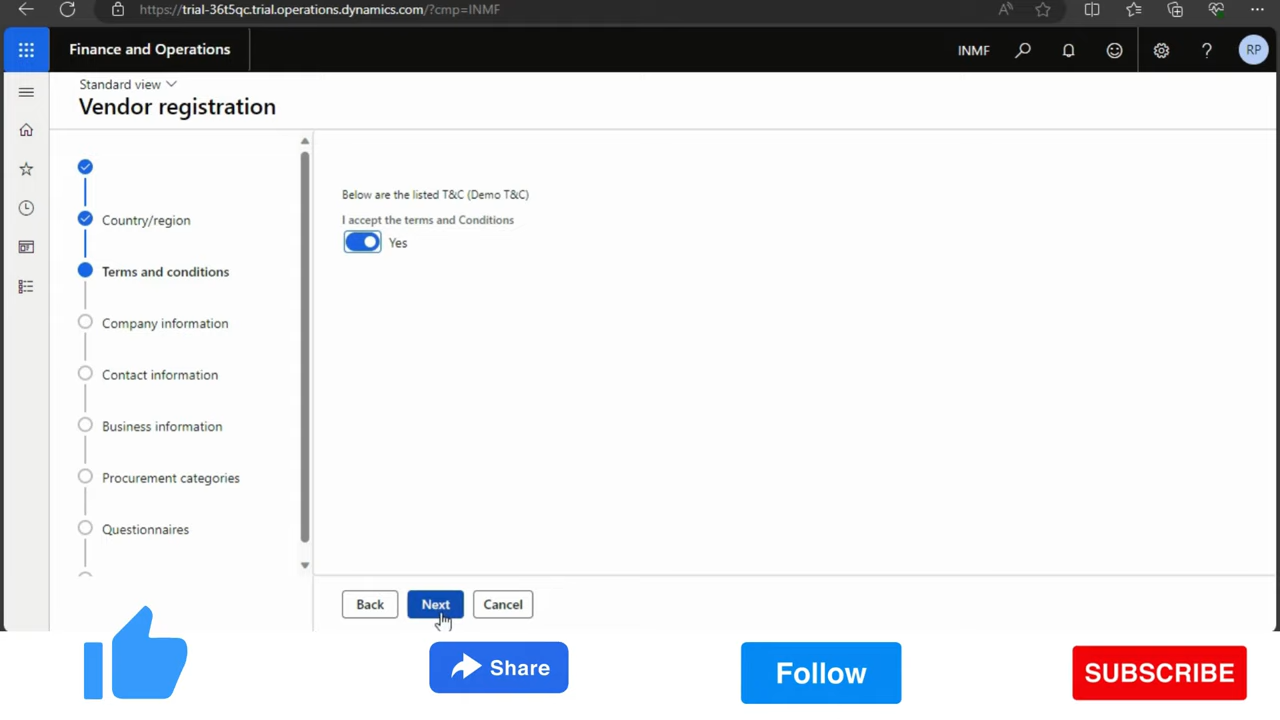 https://trial-36t5qc.trial.operations.dynamics.com/?cmp=INMF
Finance and Operations
INMF
?
RP
Standard view
Vendor registration
Country/region
Terms and conditions
Company information
Contact information
Business information
Procurement categories
Questionnaires
Below are the listed T&C (Demo T&C)
I accept the terms and Conditions
Yes
Back
Next
Cancel
Share
Follow
SUBSCRIBE